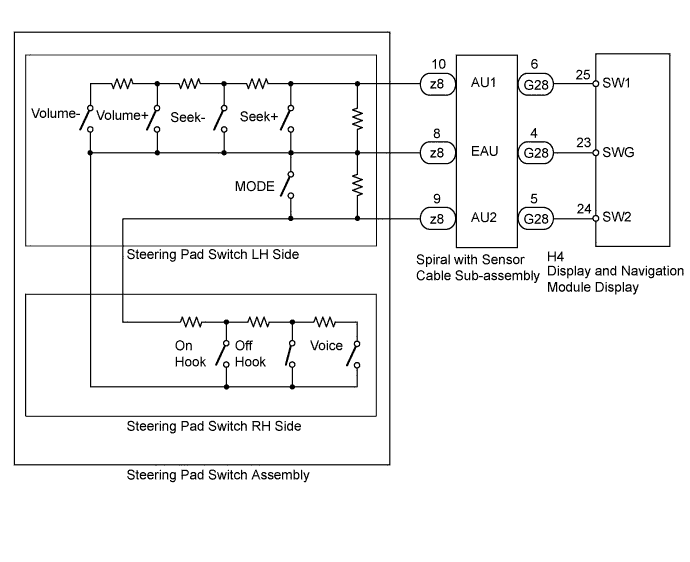 10
6
z8
AU1
G28
25
SW1
Volume-
Volume+
Seek-
Seek+
8
4
z8
EAU
G28
23
SWG
MODE
9
5
z8
AU2
G28
24
SW2
Steering Pad Switch LH Side
Spiral with Sensor
Cable Sub-assembly
H4
Display and Navigation
Module Display
On
Hook
Off
Hook
Voice
Steering Pad Switch RH Side
Steering Pad Switch Assembly